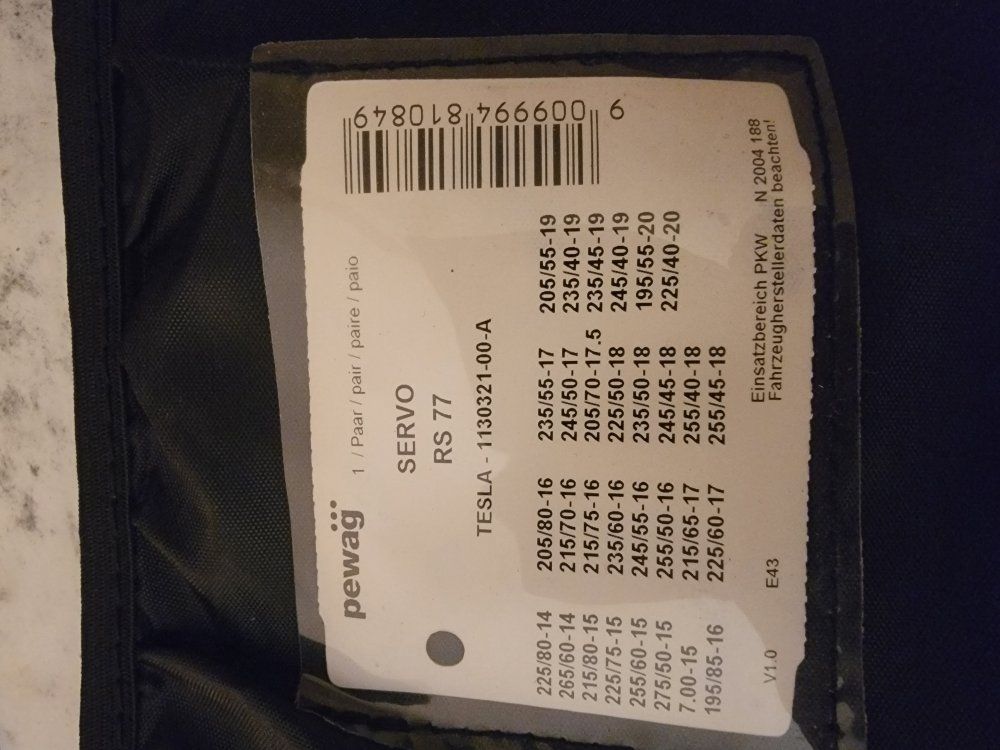 pewag 1 / Paar / pair / paire / paio
9 009994 810849
SERVO
RS 77
TESLA - 1130321-00-A
225/80-14 205/80-16 235/55-17 205/55-19
265/60-14 215/70-16 245/50-17 235/40-19
215/80-15 215/75-16 205/70-17.5 235/45-19
225/75-15 235/60-16 225/50-18 245/40-19
255/60-15 245/55-16 235/50-18 195/55-20
275/50-15 255/50-16 245/45-18 225/40-20
7.00-15 215/65-17 255/40-18
195/85-16 225/60-17 255/45-18
Einsatzbereich PKW N 2004 188
V1.0 E43 Fahrzeugherstellerdaten beachten!